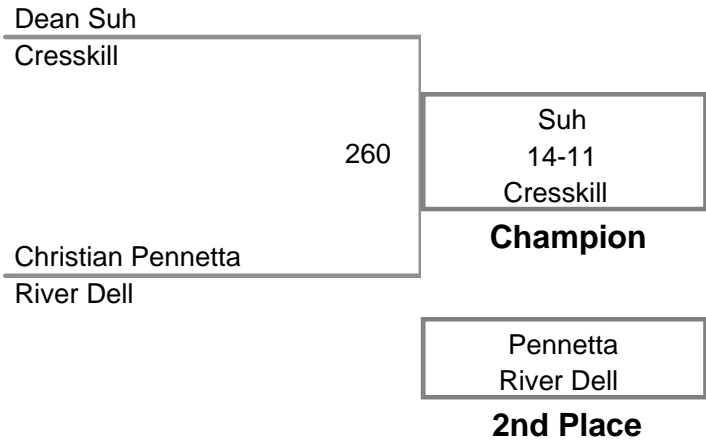 Dean Suh
Cresskill
260
Suh
14-11
Cresskill
Champion
Christian Pennetta
River Dell
Pennetta
River Dell
2nd Place